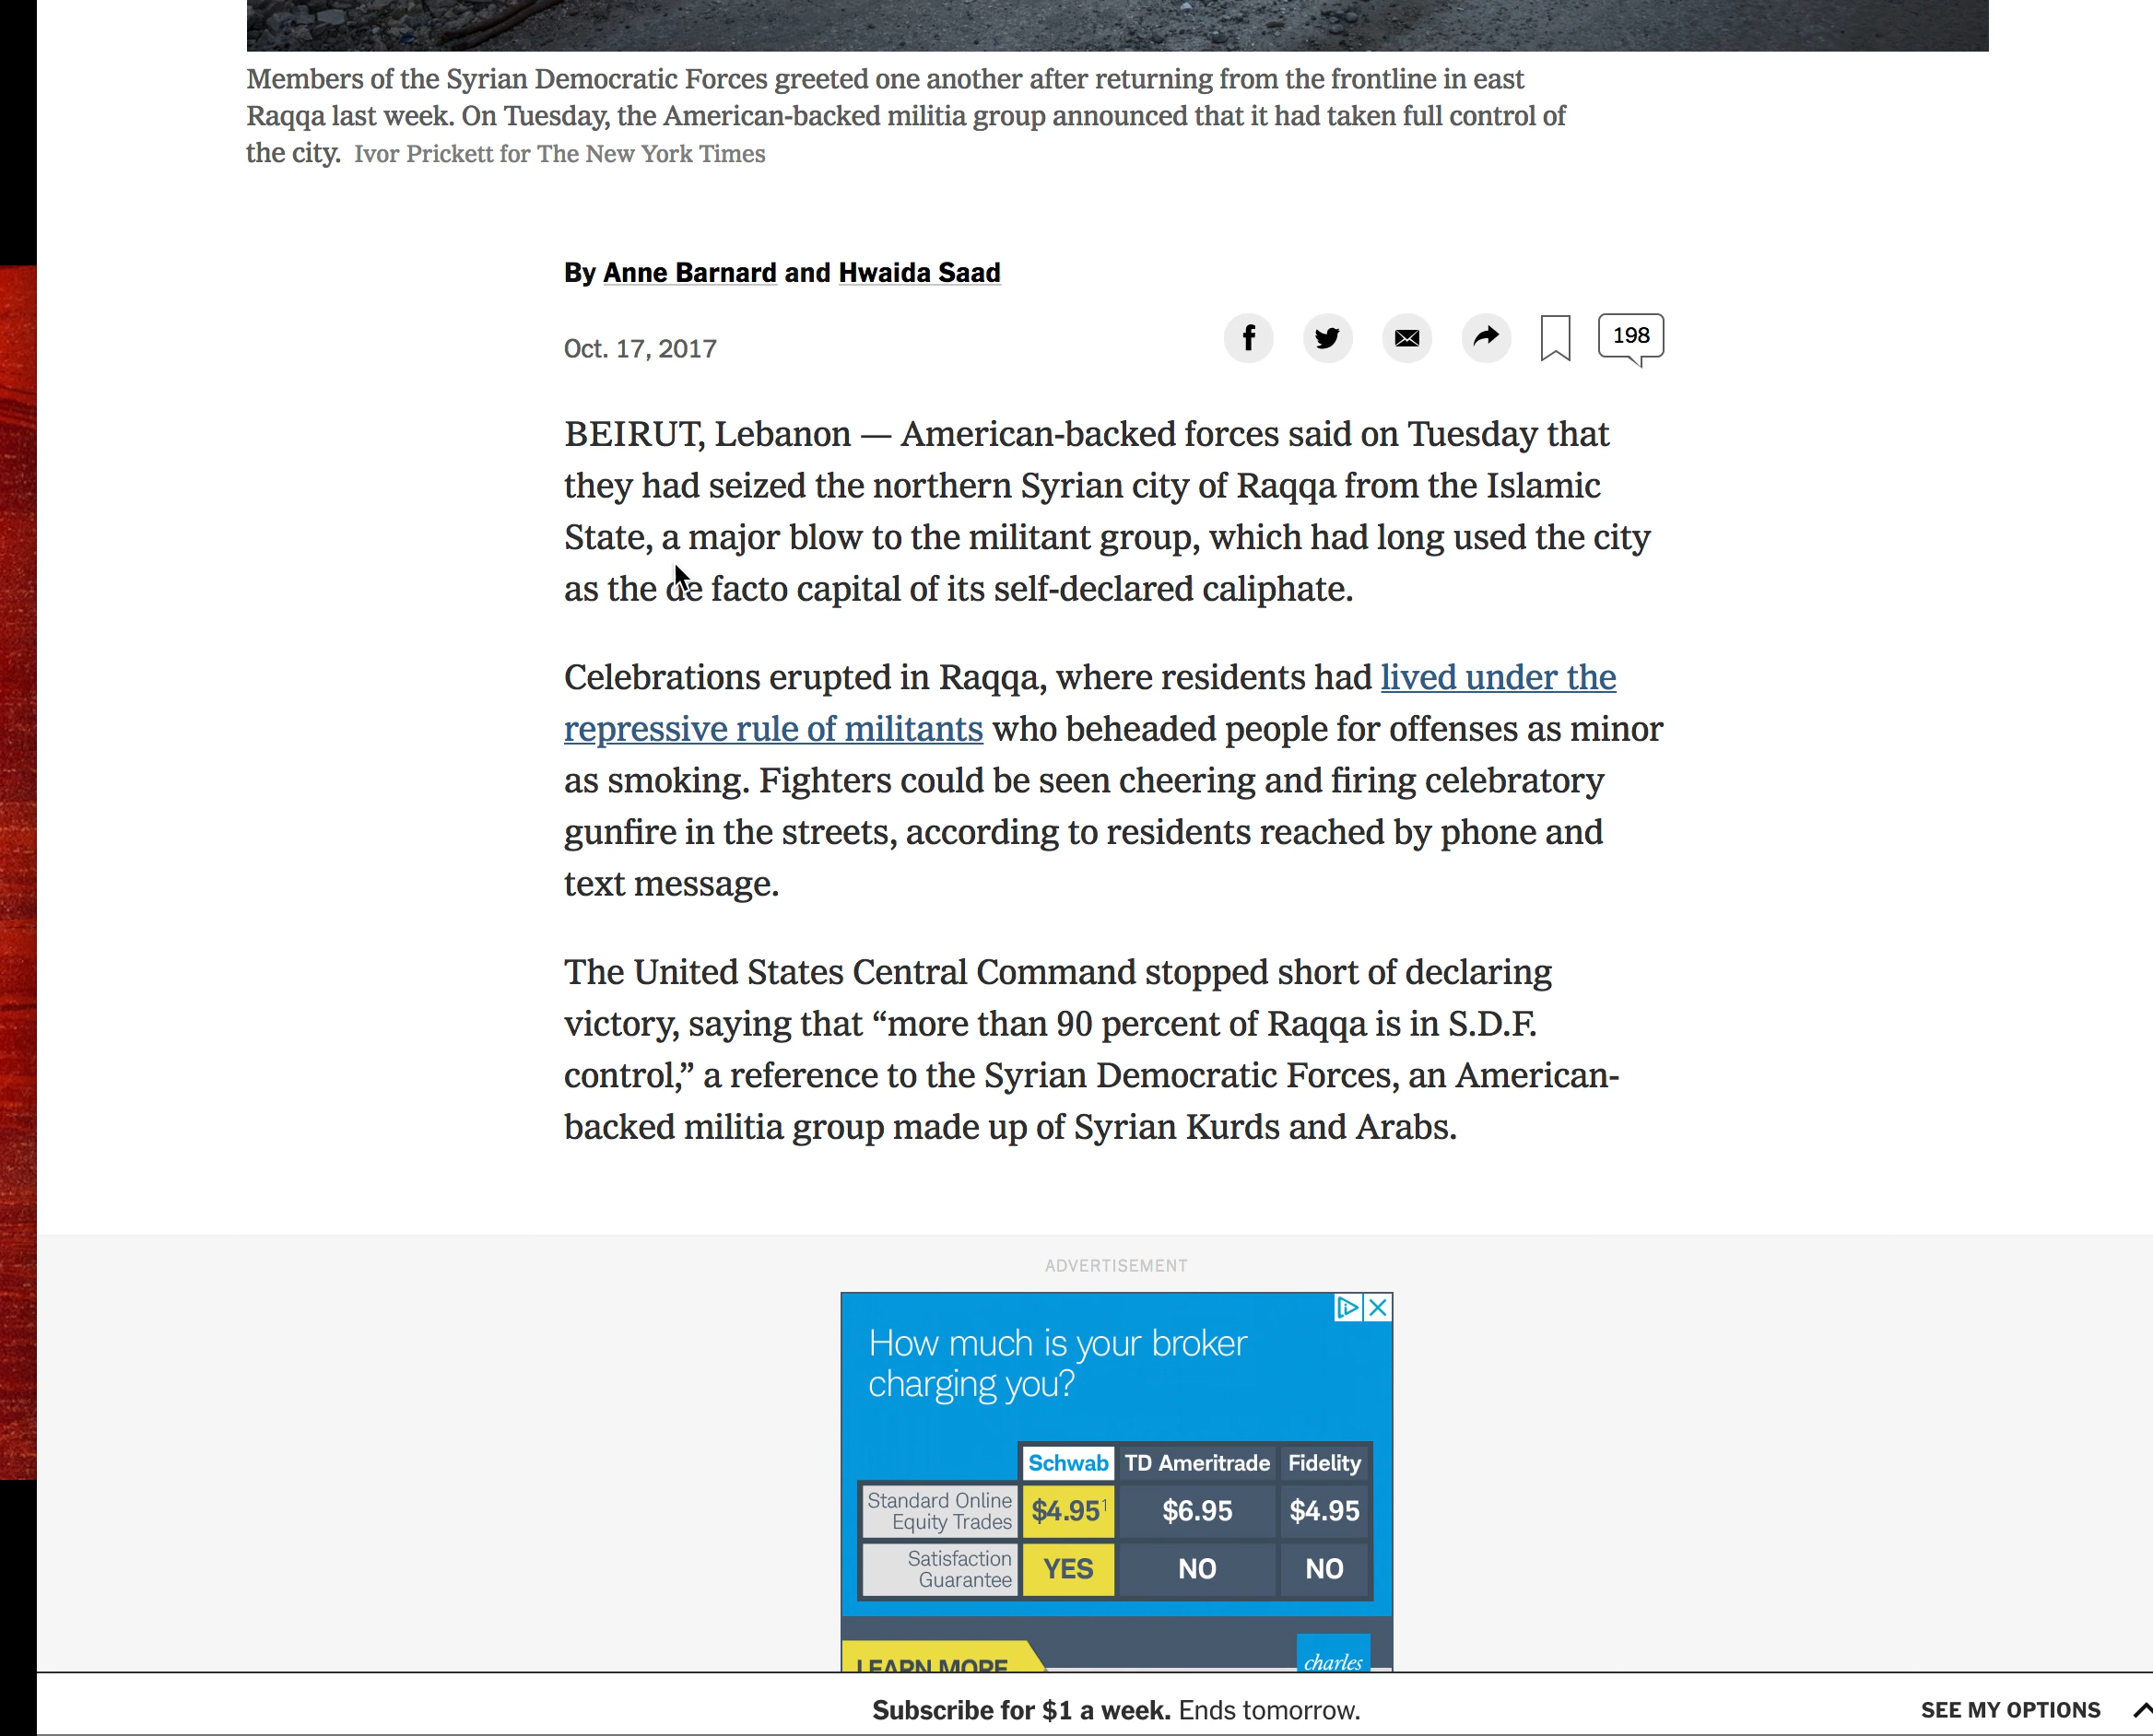 Members of the Syrian Democratic Forces greeted one another after returning from the frontline in east
Raqqa last week. On Tuesday, the American-backed militia group announced that it had taken full control of
the city. Ivor Prickett for The New York Times
By Anne Barnard and Hwaida Saad
Oct. 17, 2017
198
BEIRUT, Lebanon — American-backed forces said on Tuesday that
they had seized the northern Syrian city of Raqqa from the Islamic
State, a major blow to the militant group, which had long used the city
as the de facto capital of its self-declared caliphate.
Celebrations erupted in Raqqa, where residents had lived under the
repressive rule of militants who beheaded people for offenses as minor
as smoking. Fighters could be seen cheering and firing celebratory
gunfire in the streets, according to residents reached by phone and
text message.
The United States Central Command stopped short of declaring
victory, saying that “more than 90 percent of Raqqa is in S.D.F.
control,” a reference to the Syrian Democratic Forces, an American-
backed militia group made up of Syrian Kurds and Arabs.
ADVERTISEMENT
How much is your broker
charging you?
Schwab TD Ameritrade Fidelity
Standard Online
Equity Trades
$4.95¹ $6.95 $4.95
Satisfaction
Guarantee
YES NO NO
LEARN MORE
charles
Subscribe for $1 a week. Ends tomorrow.
SEE MY OPTIONS